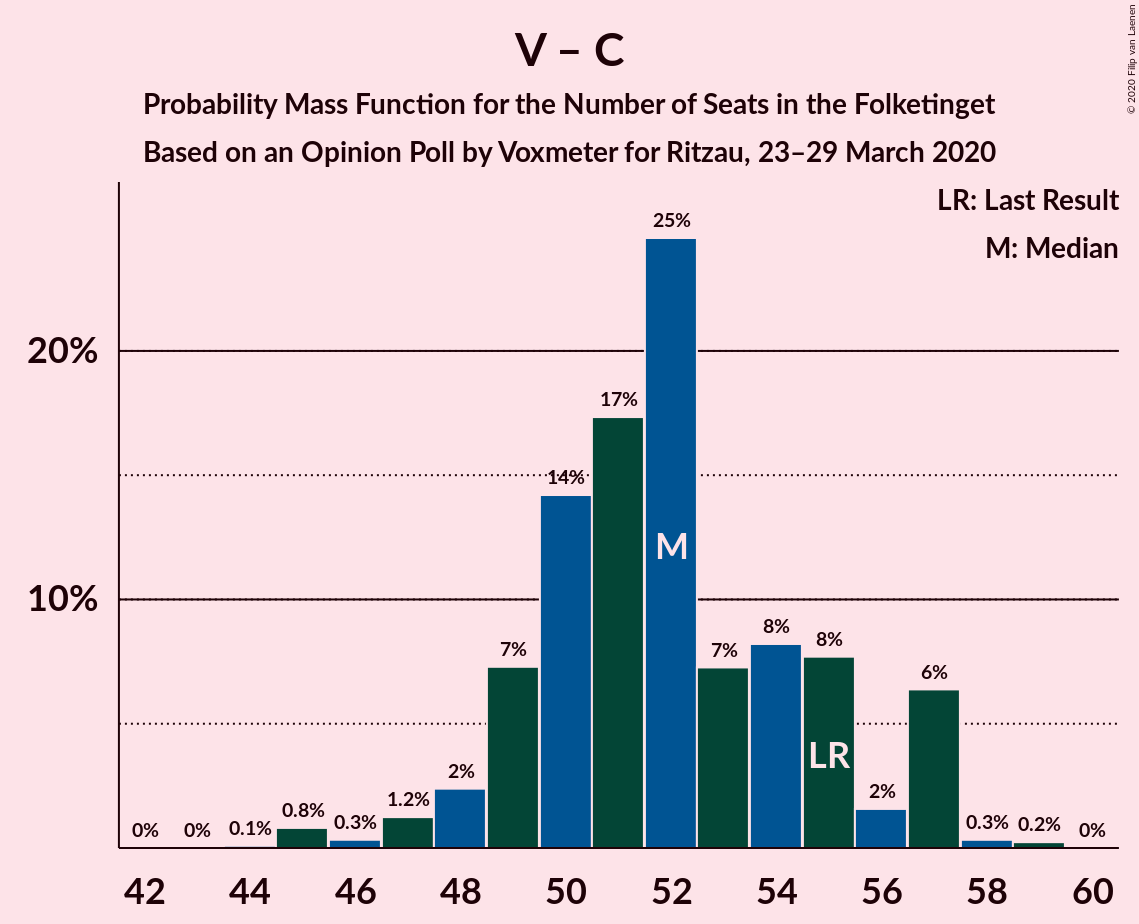 V – C
Probability Mass Function for the Number of Seats in the Folketinget
Based on an Opinion Poll by Voxmeter for Ritzau, 23–29 March 2020
© 2020 Filip van Laenen
LR: Last Result
M: Median
20%
10%
0%
0%
0.1%
0.8%
0.3%
1.2%
2%
7%
14%
17%
25%
7%
8%
8%
2%
6%
0.3%
0.2%
0%
M
LR
42 44 46 48 50 52 54 56 58 60